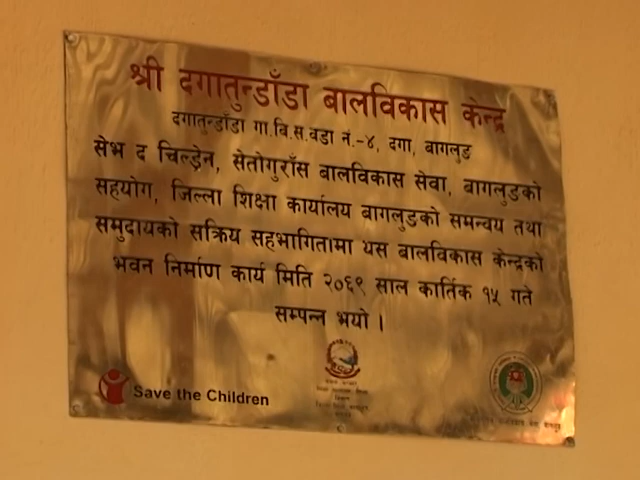 श्री दगातुन्डाँडा बालविकास केन्द्र
दगातुन्डाँडा गा.वि.स.वडा नं.-४, दगा, बागलुङ
सेभ द चिल्ड्रेन, सेतोगुराँस बालविकास सेवा, बागलुङको
सहयोग, जिल्ला शिक्षा कार्यालय बागलुङको समन्वय तथा
समुदायको सक्रिय सहभागितामा यस बालविकास केन्द्रको
भवन निर्माण कार्य मिति २०६९ साल कार्तिक १५ गते
सम्पन्न भयो ।
Save the Children